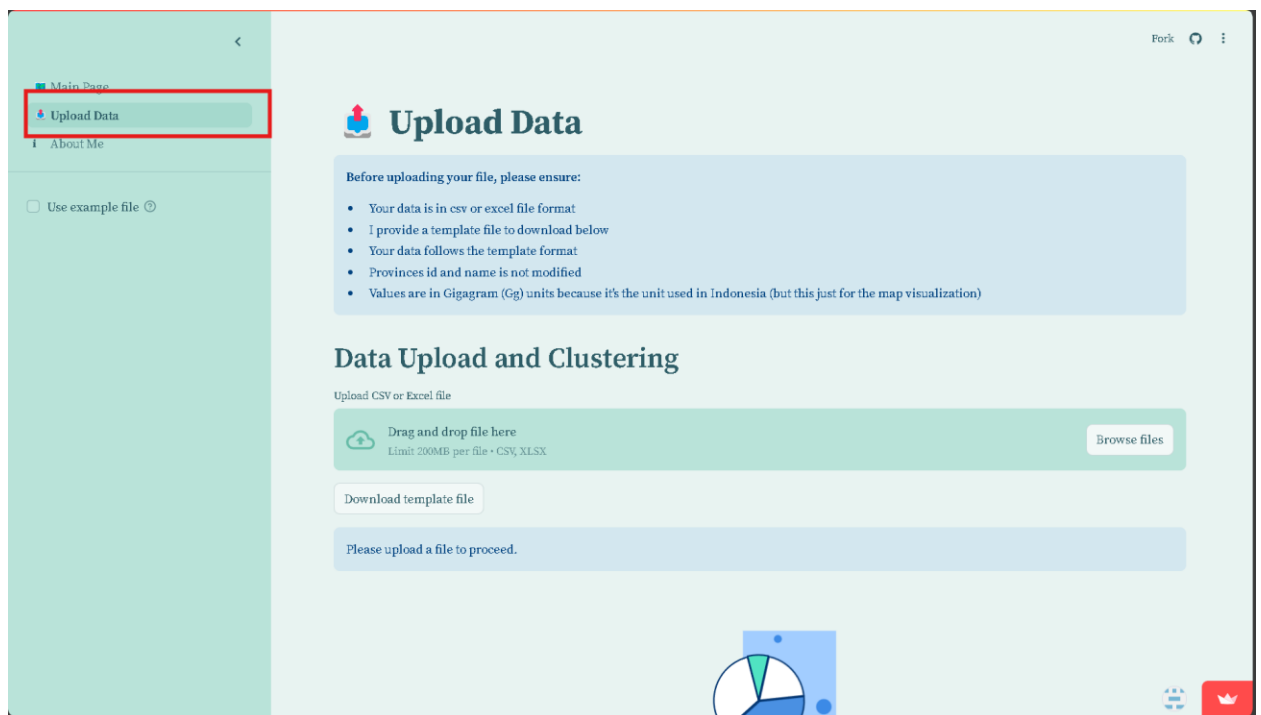 Fork
Main Page
Upload Data
About Me
Use example file
Upload Data
Before uploading your file, please ensure:
• Your data is in csv or excel file format
• I provide a template file to download below
• Your data follows the template format
• Provinces id and name is not modified
• Values are in Gigagram (Gg) units because it's the unit used in Indonesia (but this just for the map visualization)
Data Upload and Clustering
Upload CSV or Excel file
Drag and drop file here
Limit 200MB per file • CSV, XLSX
Browse files
Download template file
Please upload a file to proceed.